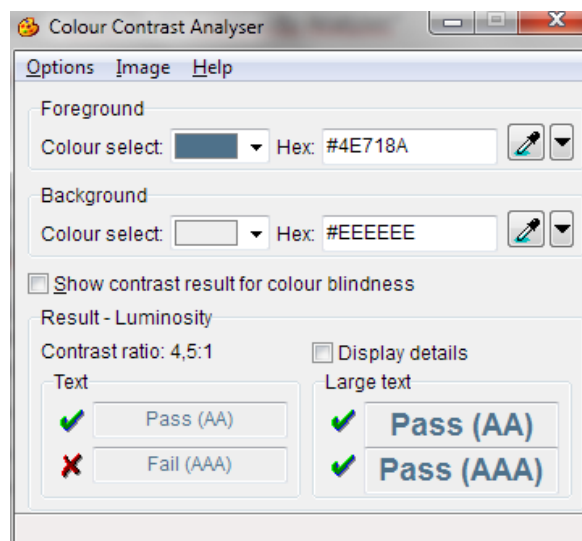 Colour Contrast Analyser
Options Image Help
Foreground
Colour select: Hex: #4E718A
Background
Colour select: Hex: #EEEEEE
Show contrast result for colour blindness
Result - Luminosity
Contrast ratio: 4,5:1 Display details
Text Large text
Pass (AA) Pass (AA)
Fail (AAA) Pass (AAA)